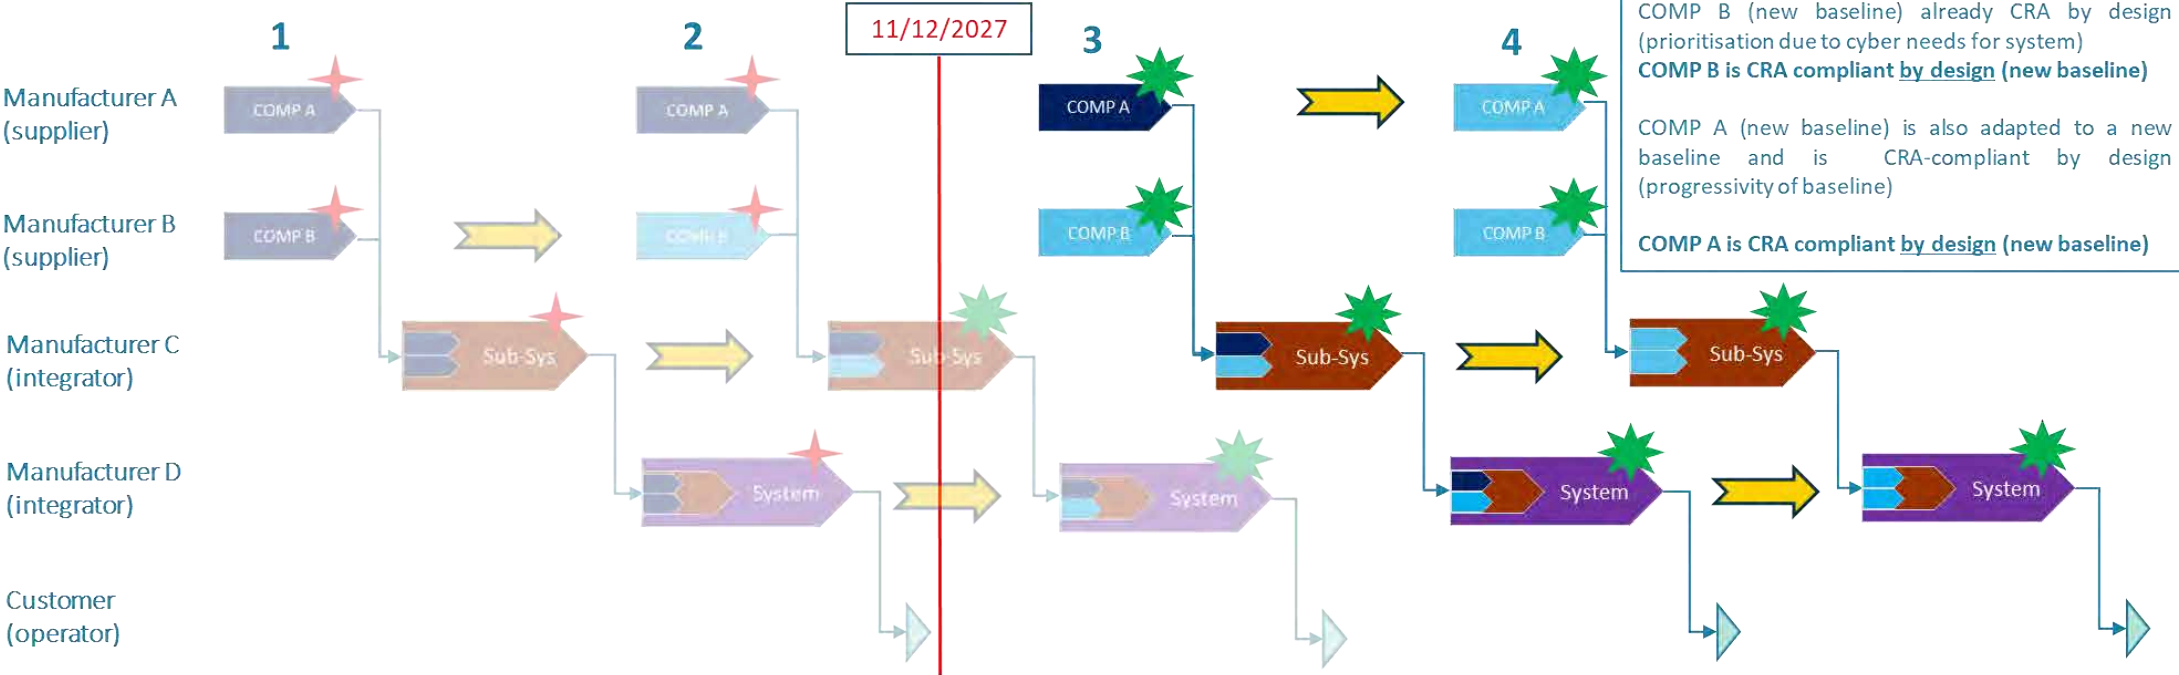 1
2
11/12/2027
3
4
COMP B (new baseline) already CRA by design
(prioritisation due to cyber needs for system)
COMP B is CRA compliant by design (new baseline)
COMP A (new baseline) is also adapted to a new
baseline and is CRA-compliant by design
(progressivity of baseline)
COMP A is CRA compliant by design (new baseline)
Manufacturer A
(supplier)
COMP A
COMP A
COMP A
COMP A
Manufacturer B
(supplier)
COMP B
COMP B
COMP B
COMP B
Manufacturer C
(integrator)
Sub-Sys
Sub-Sys
Sub-Sys
Sub-Sys
Manufacturer D
(integrator)
System
System
System
System
Customer
(operator)